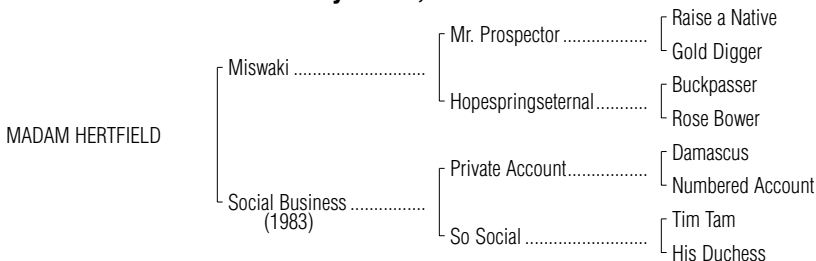 Raise a Native
Mr. Prospector
Gold Digger
Miswaki
Buckpasser
Hopespringseternal
Rose Bower
MADAM HERTFIELD
Damascus
Private Account
Numbered Account
Social Business
(1983)
Tim Tam
So Social
His Duchess